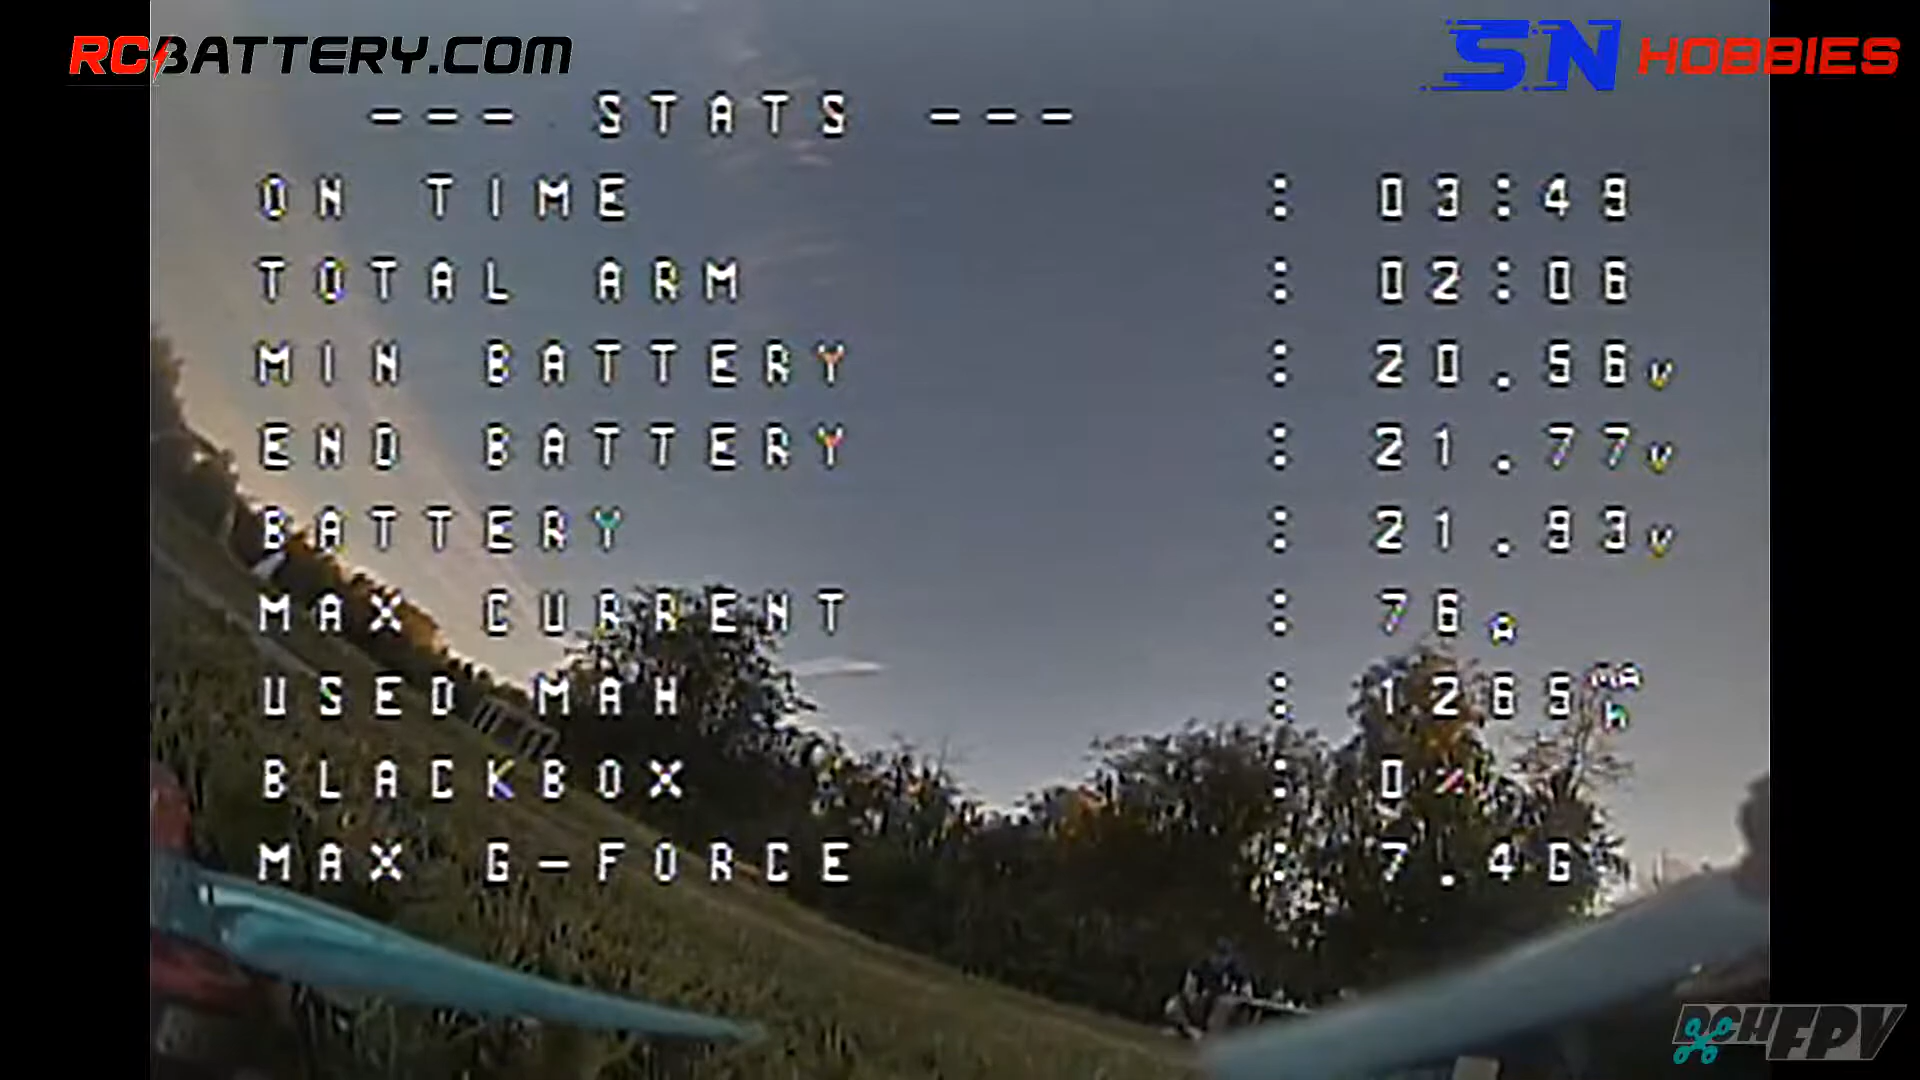 RCBATTERY.COM
SN HOBBIES
--- STATS ---
ON TIME : 03:49
TOTAL ARM : 02:06
MIN BATTERY : 20.56V
END BATTERY : 21.77V
BATTERY : 21.93V
MAX CURRENT : 76A
USED MAH : 1265MAH
BLACKBOX : 0%
MAX G-FORCE : 7.4G
FPV